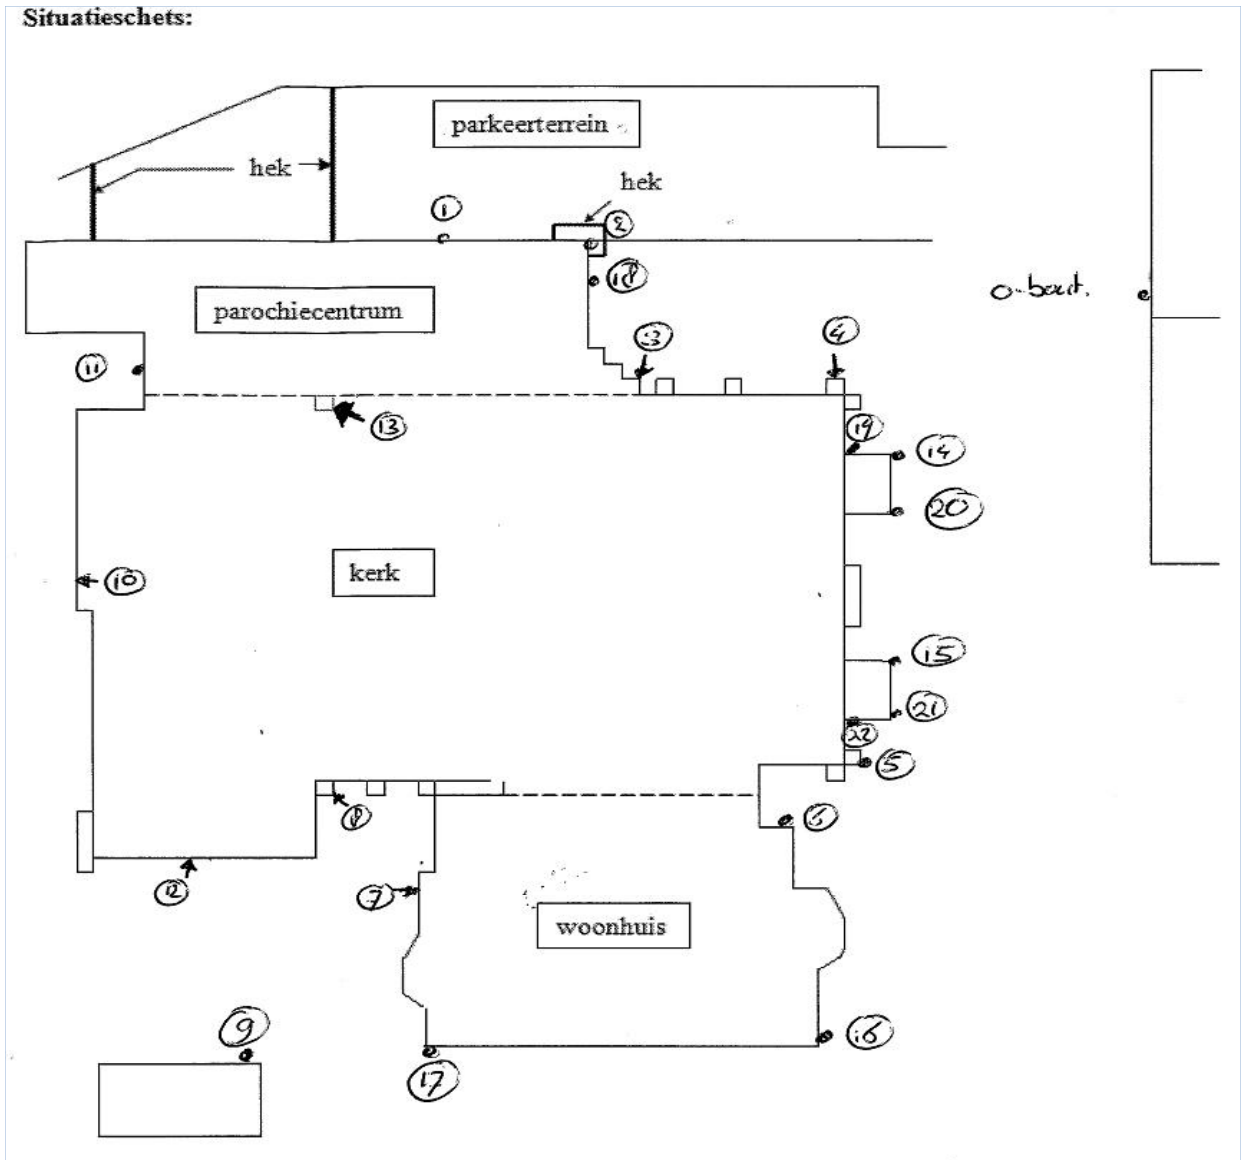 Situatieschets:
parkeerterrein
hek
hek
1
2
18
o-bout.
parochiecentrum
3
4
11
13
19
14
20
kerk
10
15
21
22
5
8
6
12
7
woonhuis
9
16
17